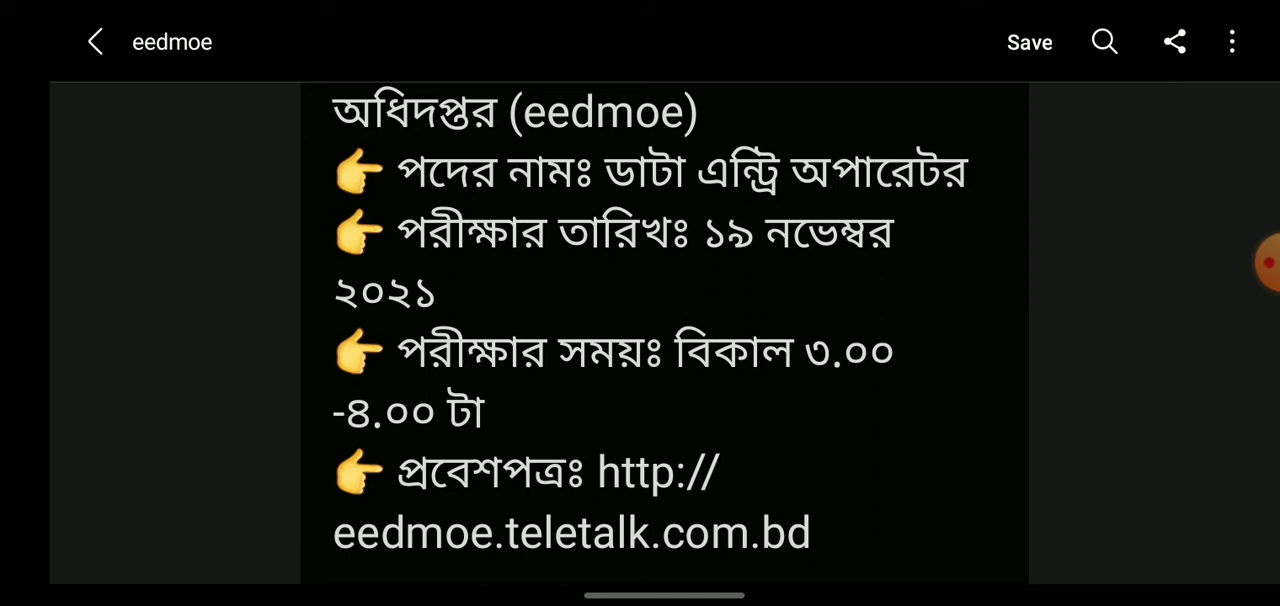 eedmoe
Save
অধিদপ্তর (eedmoe)
👉 পদের নামঃ ডাটা এন্ট্রি অপারেটর
👉 পরীক্ষার তারিখঃ ১৯ নভেম্বর
২০২১
👉 পরীক্ষার সময়ঃ বিকাল ৩.০০
-৪.০০ টা
👉 প্রবেশপত্রঃ http://
eedmoe.teletalk.com.bd